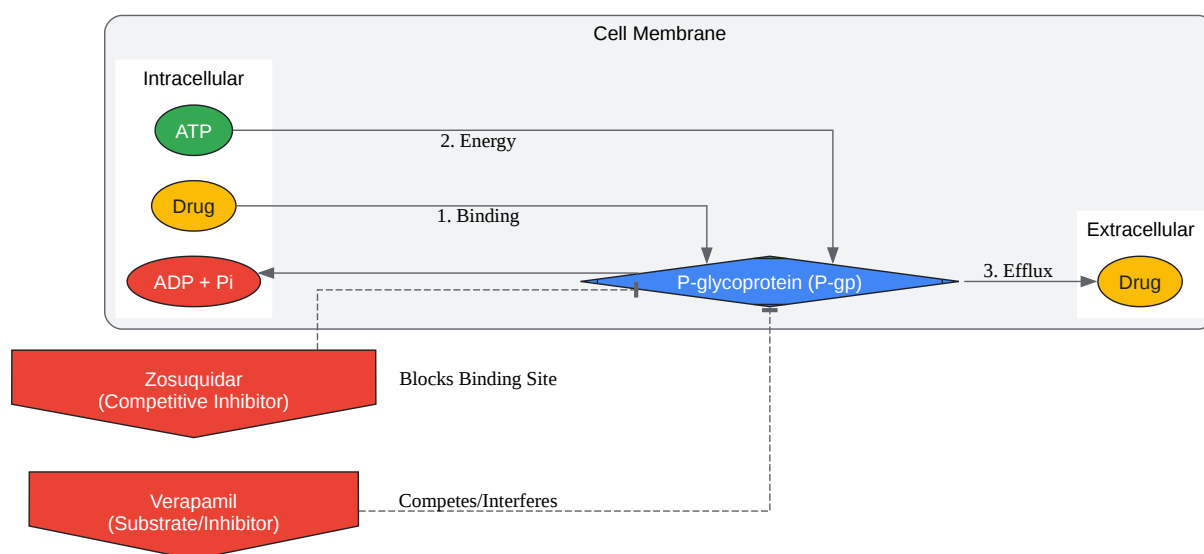 Cell Membrane
Intracellular
ATP
2. Energy
Drug
1. Binding
Extracellular
ADP + Pi
P-glycoprotein (P-gp)
3. Efflux
Drug
Zosuquidar
(Competitive Inhibitor)
Blocks Binding Site
Verapamil
(Substrate/Inhibitor)
Competes/Interferes